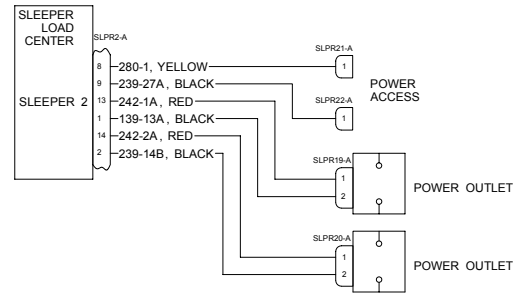 SLEEPER
LOAD
CENTER
SLPR2-A
SLEEPER 2
8 280-1, YELLOW
9 239-27A, BLACK
13 242-1A, RED
1 139-13A, BLACK
14 242-2A, RED
2 239-14B, BLACK
SLPR21-A
1
POWER
ACCESS
SLPR22-A
1
SLPR19-A
1
2
POWER OUTLET
SLPR20-A
1
2
POWER OUTLET